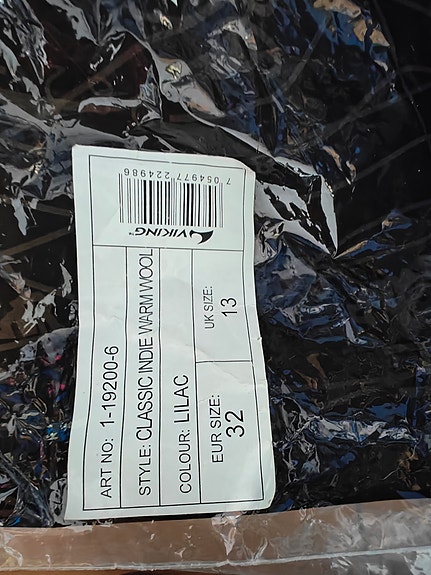 ART NO: 1-19200-6
STYLE: CLASSIC INDIE WARM WOOL
COLOUR: LILAC
EUR SIZE: 32
UK SIZE: 13
VIKING™
7 054977 224986